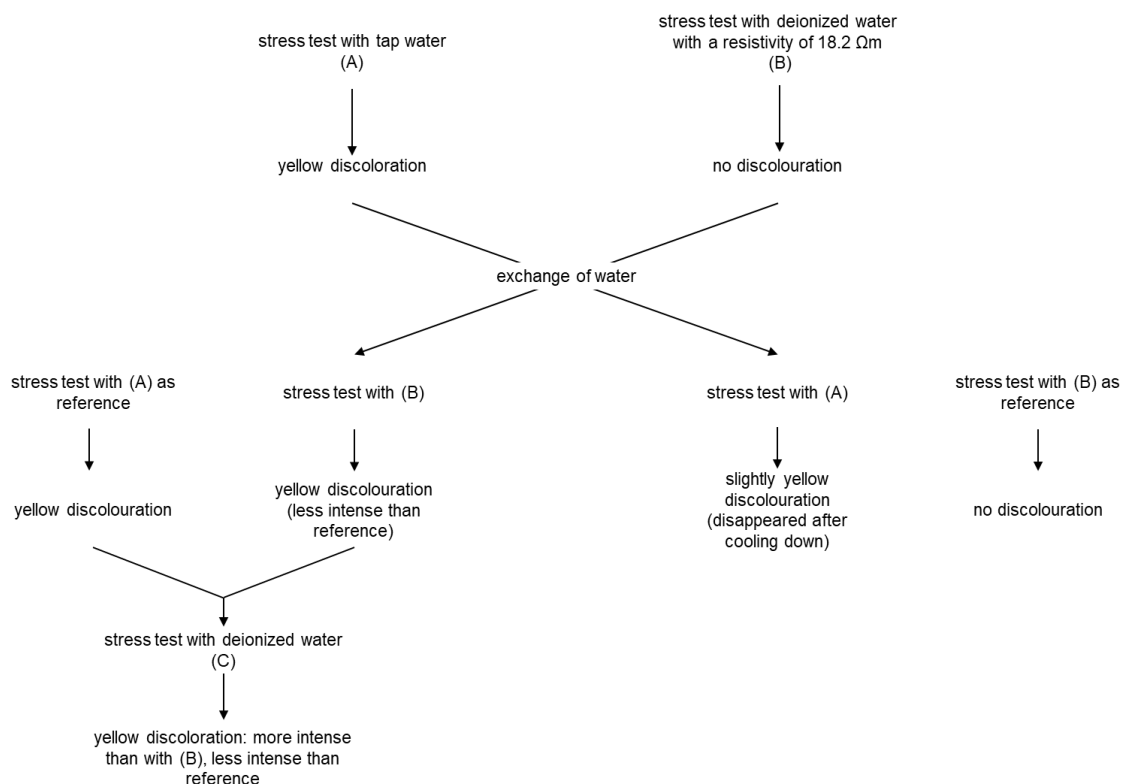 stress test with tap water
(A)
stress test with deionized water
with a resistivity of 18.2 Ωm
(B)
yellow discoloration
no discolouration
exchange of water
stress test with (A) as
reference
stress test with (B)
stress test with (A)
stress test with (B) as
reference
yellow discolouration
yellow discolouration
(less intense than
reference)
slightly yellow
discolouration
(disappeared after
cooling down)
no discolouration
stress test with deionized water
(C)
yellow discoloration: more intense
than with (B), less intense than
reference